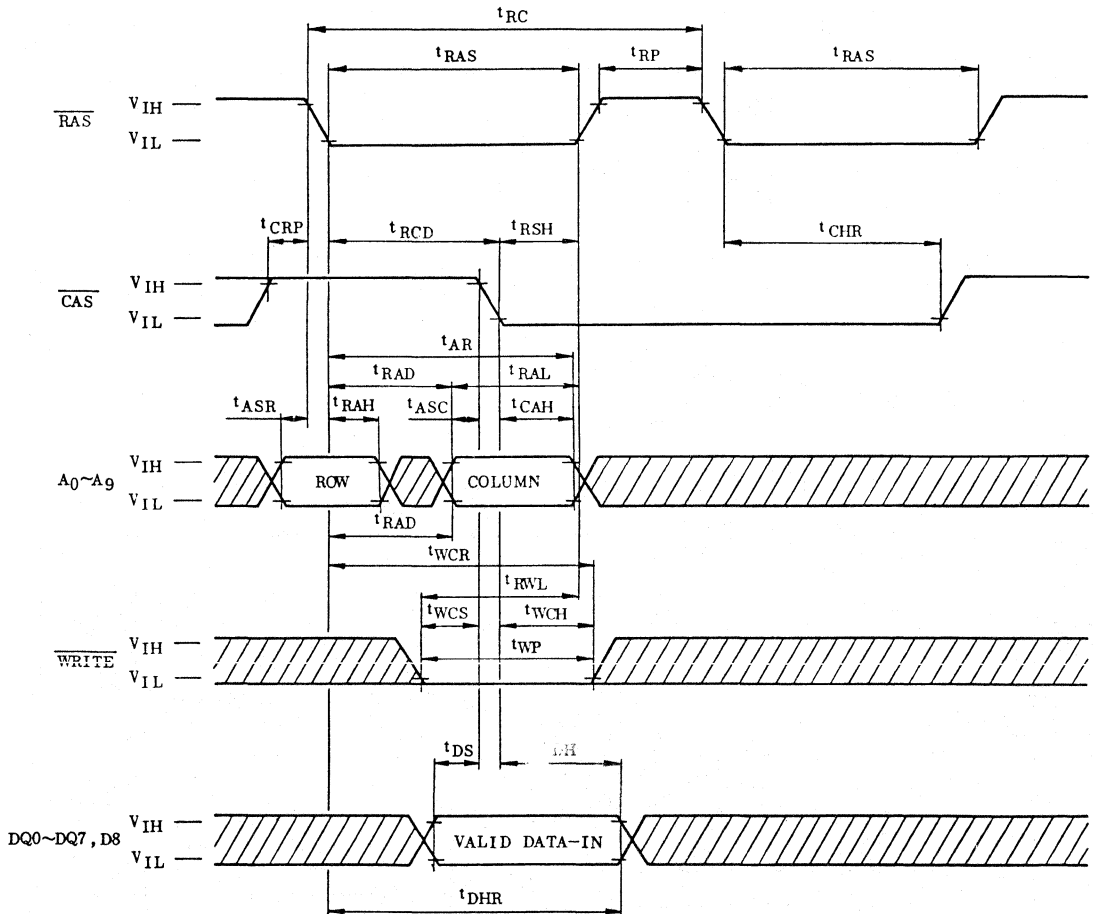 tRC
tRAS tRP tRAS
RAS VIH
VIL
tCRP tRCD tRSH tCHR
CAS VIH
VIL
tAR
tRAD tRAL
tASR tRAH tASC tCAH
A0~A9 VIH
VIL
ROW COLUMN
tRAD
tWCR
tRWL
tWCS tWCH
WRITE VIH
VIL
tWP
tDS
DQ0~DQ7,D8 VIH
VIL
VALID DATA-IN
tDHR